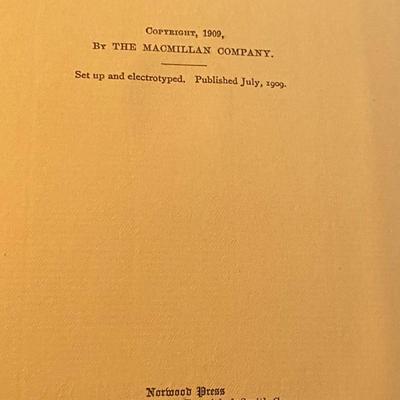 COPYRIGHT, 1909,
BY THE MACMILLAN COMPANY.
Set up and electrotyped. Published July, 1909.
Norwood Press